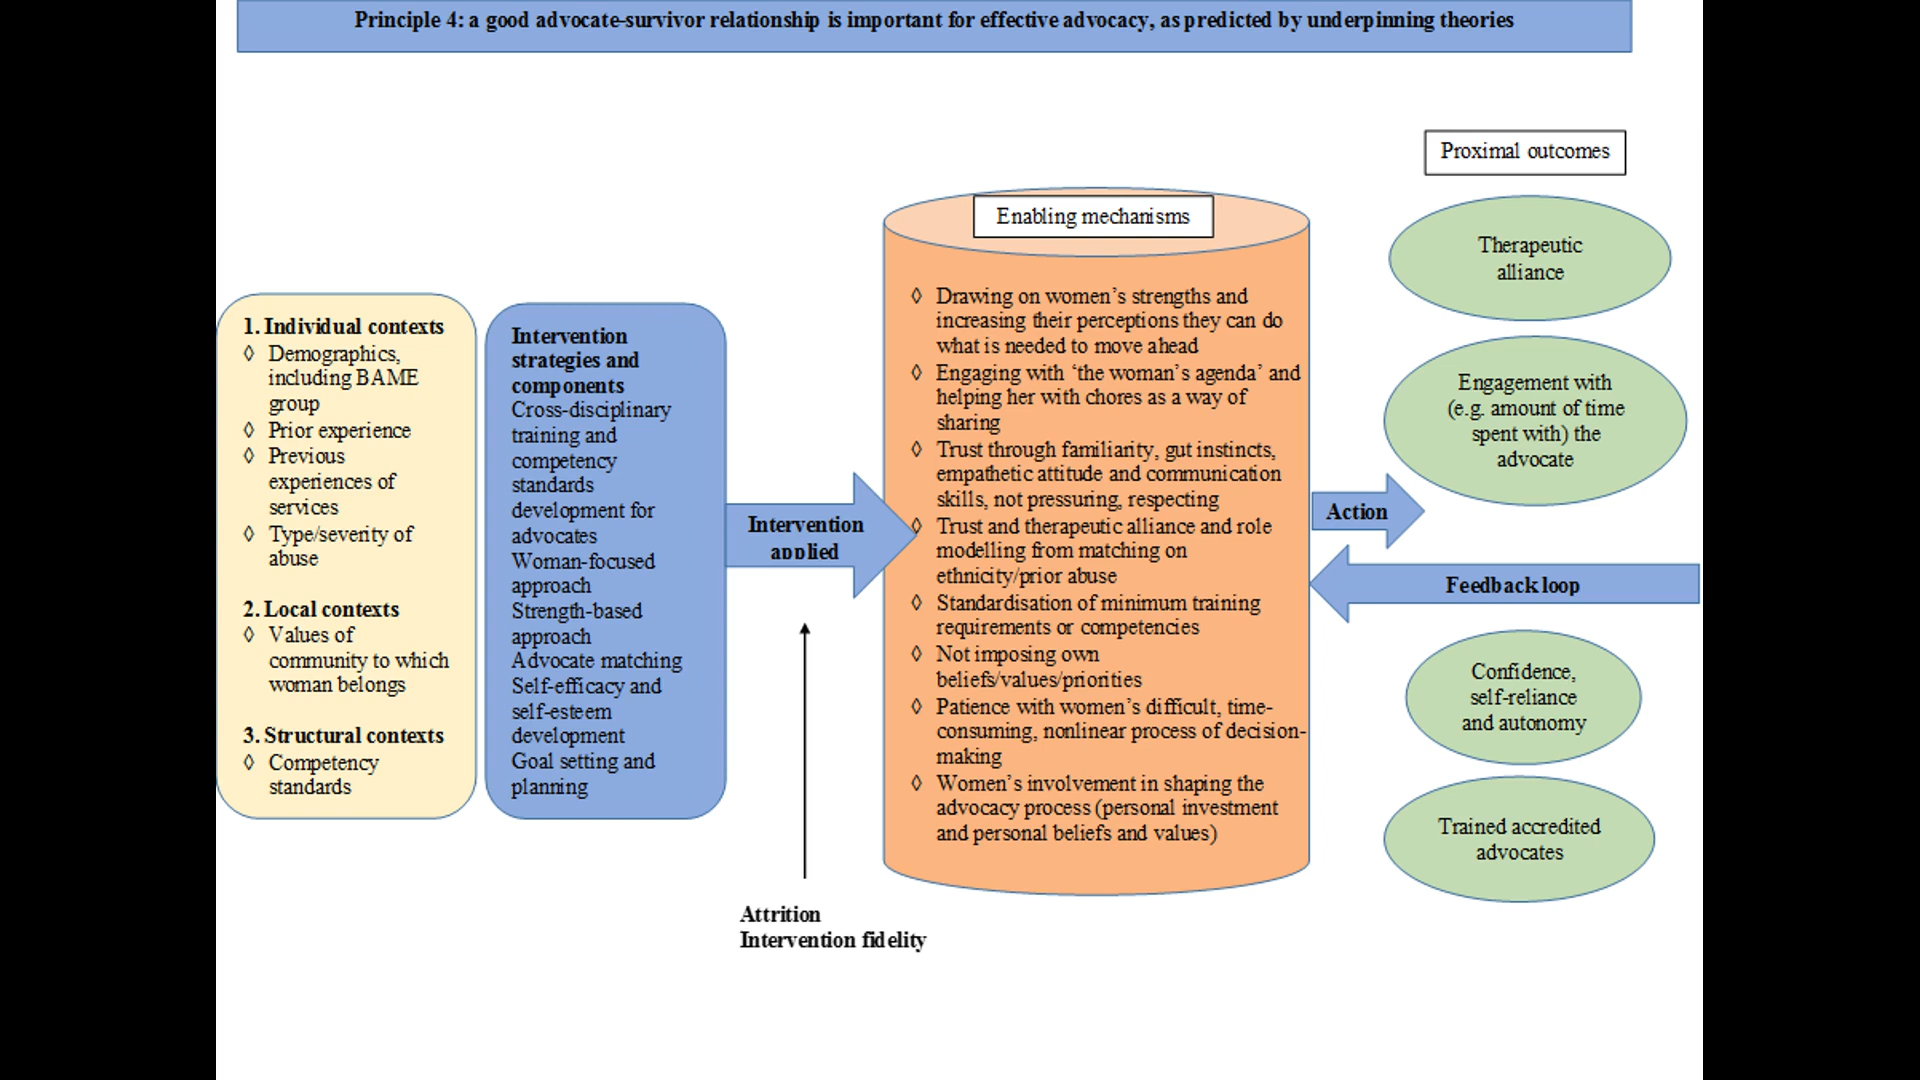 Principle 4: a good advocate-survivor relationship is important for effective advocacy, as predicted by underpinning theories
1. Individual contexts
◊ Demographics,
including BAME
group
◊ Prior experience
◊ Previous
experiences of
services
◊ Type/severity of
abuse
2. Local contexts
◊ Values of
community to which
woman belongs
3. Structural contexts
◊ Competency
standards
Intervention
strategies and
components
Cross-disciplinary
training and
competency
standards
development for
advocates
Woman-focused
approach
Strength-based
approach
Advocate matching
Self-efficacy and
self-esteem
development
Goal setting and
planning
Intervention
applied
Attrition
Intervention fidelity
Enabling mechanisms
◊ Drawing on women’s strengths and
increasing their perceptions they can do
what is needed to move ahead
◊ Engaging with ‘the woman’s agenda’ and
helping her with chores as a way of
sharing
◊ Trust through familiarity, gut instincts,
empathetic attitude and communication
skills, not pressuring, respecting
◊ Trust and therapeutic alliance and role
modelling from matching on
ethnicity/prior abuse
◊ Standardisation of minimum training
requirements or competencies
◊ Not imposing own
beliefs/values/priorities
◊ Patience with women’s difficult, time-
consuming, nonlinear process of decision-
making
◊ Women’s involvement in shaping the
advocacy process (personal investment
and personal beliefs and values)
Action
Feedback loop
Proximal outcomes
Therapeutic
alliance
Engagement with
(e.g. amount of time
spent with) the
advocate
Confidence,
self-reliance
and autonomy
Trained accredited
advocates